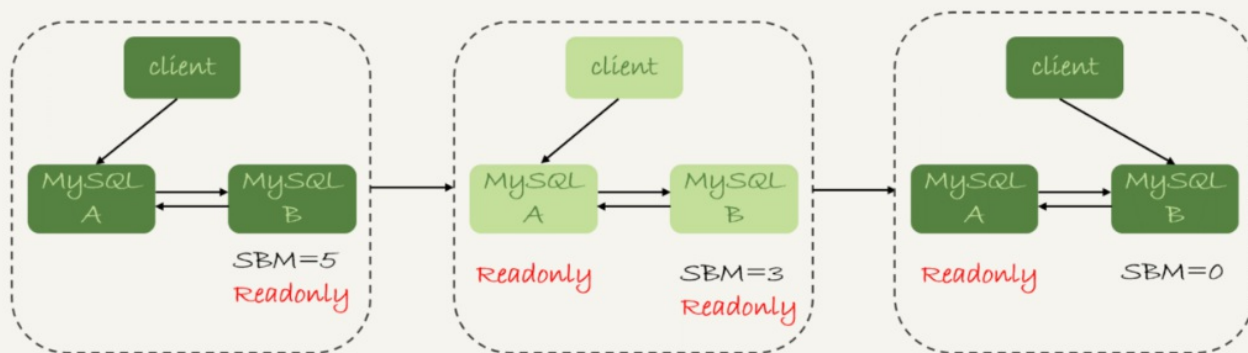 client
MySQL
A
MySQL
B
SBM=5
Readonly
client
MySQL
A
MySQL
B
Readonly
SBM=3
Readonly
client
MySQL
A
MySQL
B
Readonly
SBM=0